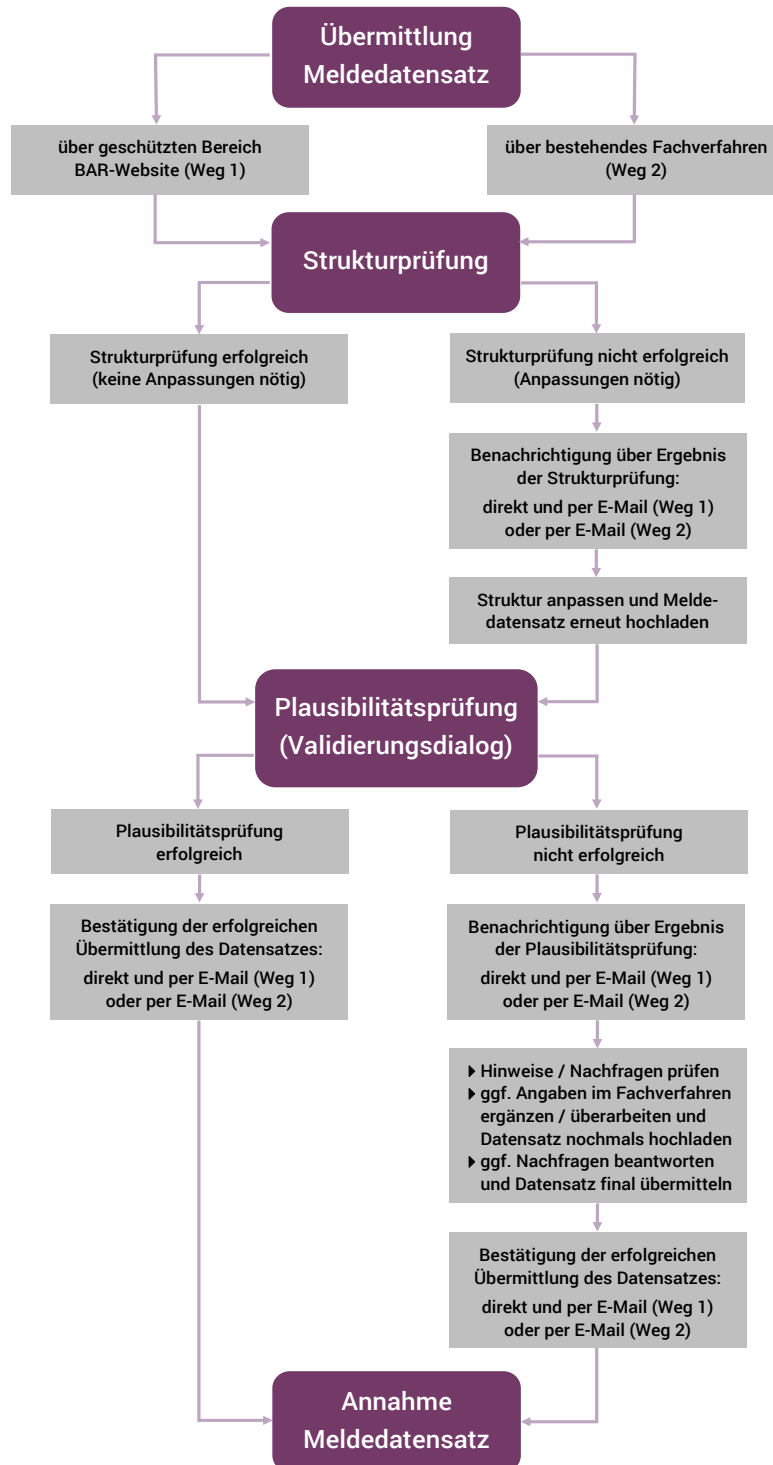 Übermittlung
Meldedatensatz
über geschützten Bereich
BAR-Website (Weg 1)
über bestehendes Fachverfahren
(Weg 2)
Strukturprüfung
Strukturprüfung erfolgreich
(keine Anpassungen nötig)
Strukturprüfung nicht erfolgreich
(Anpassungen nötig)
Benachrichtigung über Ergebnis
der Strukturprüfung:
direkt und per E-Mail (Weg 1)
oder per E-Mail (Weg 2)
Struktur anpassen und Melde-
datensatz erneut hochladen
Plausibilitätsprüfung
(Validierungsdialog)
Plausibilitätsprüfung
erfolgreich
Bestätigung der erfolgreichen
Übermittlung des Datensatzes:
direkt und per E-Mail (Weg 1)
oder per E-Mail (Weg 2)
Plausibilitätsprüfung
nicht erfolgreich
Benachrichtigung über Ergebnis
der Plausibilitätsprüfung:
direkt und per E-Mail (Weg 1)
oder per E-Mail (Weg 2)
Hinweise / Nachfragen prüfen
ggf. Angaben im Fachverfahren
ergänzen / überarbeiten und
Datensatz nochmals hochladen
ggf. Nachfragen beantworten
und Datensatz final übermitteln
Bestätigung der erfolgreichen
Übermittlung des Datensatzes:
direkt und per E-Mail (Weg 1)
oder per E-Mail (Weg 2)
Annahme
Meldedatensatz